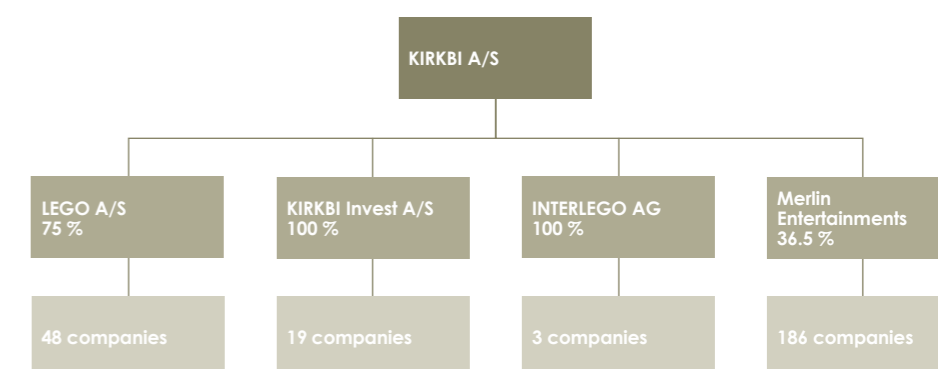 KIRKBI A/S
LEGO A/S
75 %
KIRKBI Invest A/S
100 %
INTERLEGO AG
100 %
Merlin
Entertainments
36.5 %
48 companies
19 companies
3 companies
186 companies